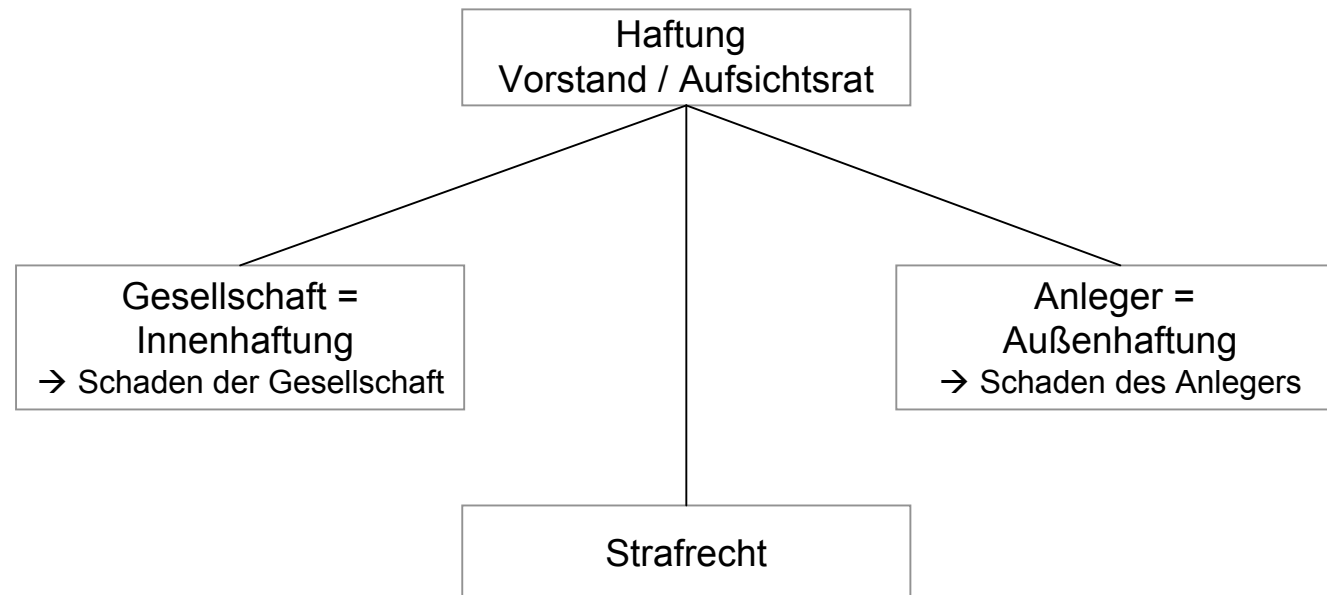 Haftung
Vorstand / Aufsichtsrat
Gesellschaft =
Innenhaftung
→ Schaden der Gesellschaft
Anleger =
Außenhaftung
→ Schaden des Anlegers
Strafrecht